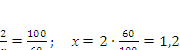 2/x = 100/60 ; x = 2 · 60/100 = 1,2